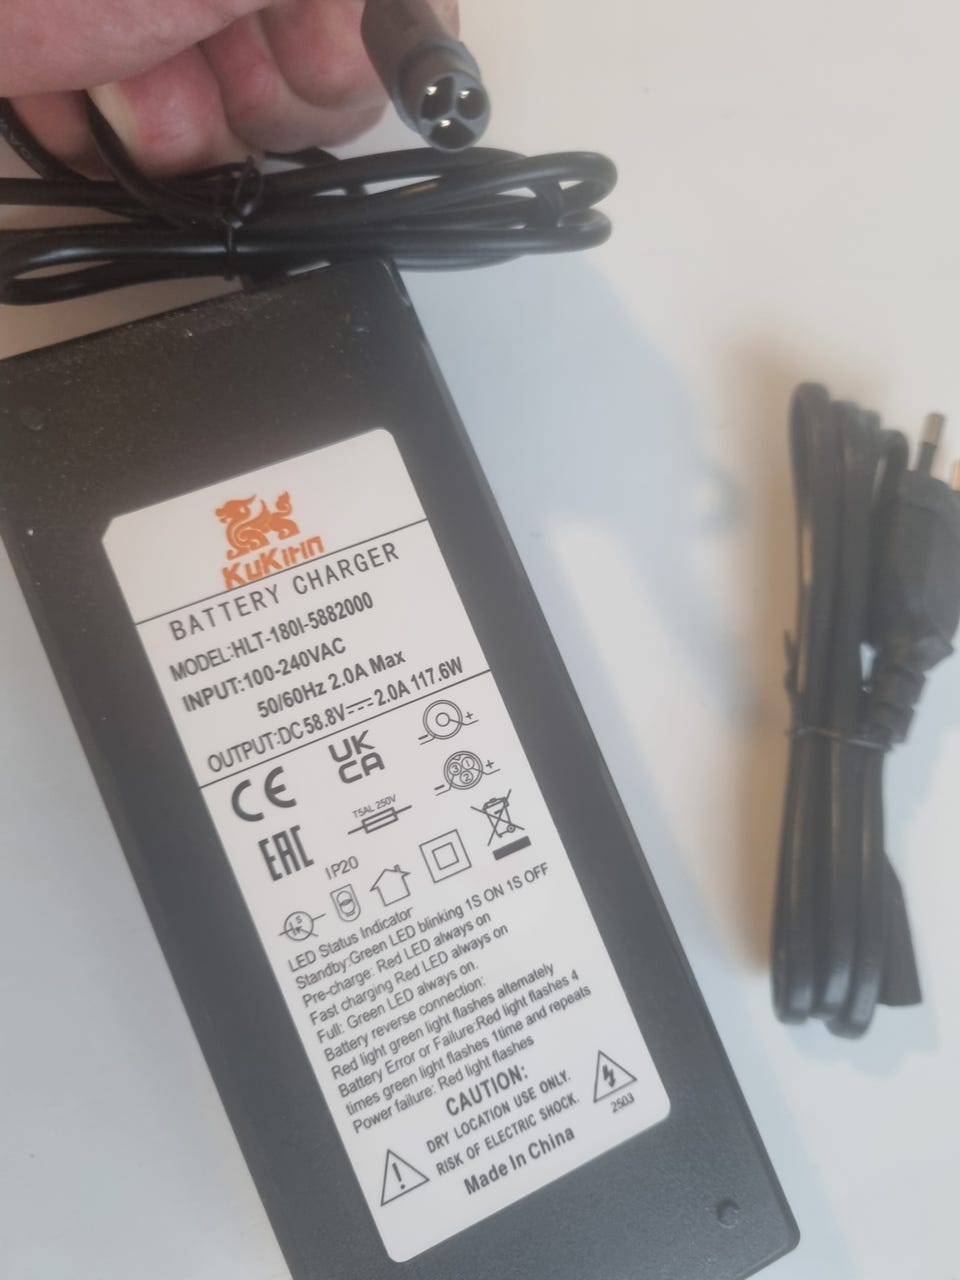 KuKirin
BATTERY CHARGER
MODEL:HLT-180I-5882000
INPUT:100-240VAC
50/60Hz 2.0A Max
OUTPUT:DC58.8V⎓2.0A 117.6W
CE
UK
CA
- +
EAC
T5AL 250V
3 1
2
- +
IP20
LED Status Indicator
Standby:Green LED blinking 1S ON 1S OFF
Pre-charge: Red LED always on
Fast charging Red LED always on
Full: Green LED always on.
Battery reverse connection:
Red light green light flashes alternately
Battery Error or Failure:Red light flashes 4
times green light flashes 1time and repeats
Power failure: Red light flashes
CAUTION:
DRY LOCATION USE ONLY.
RISK OF ELECTRIC SHOCK.
2503
Made In China